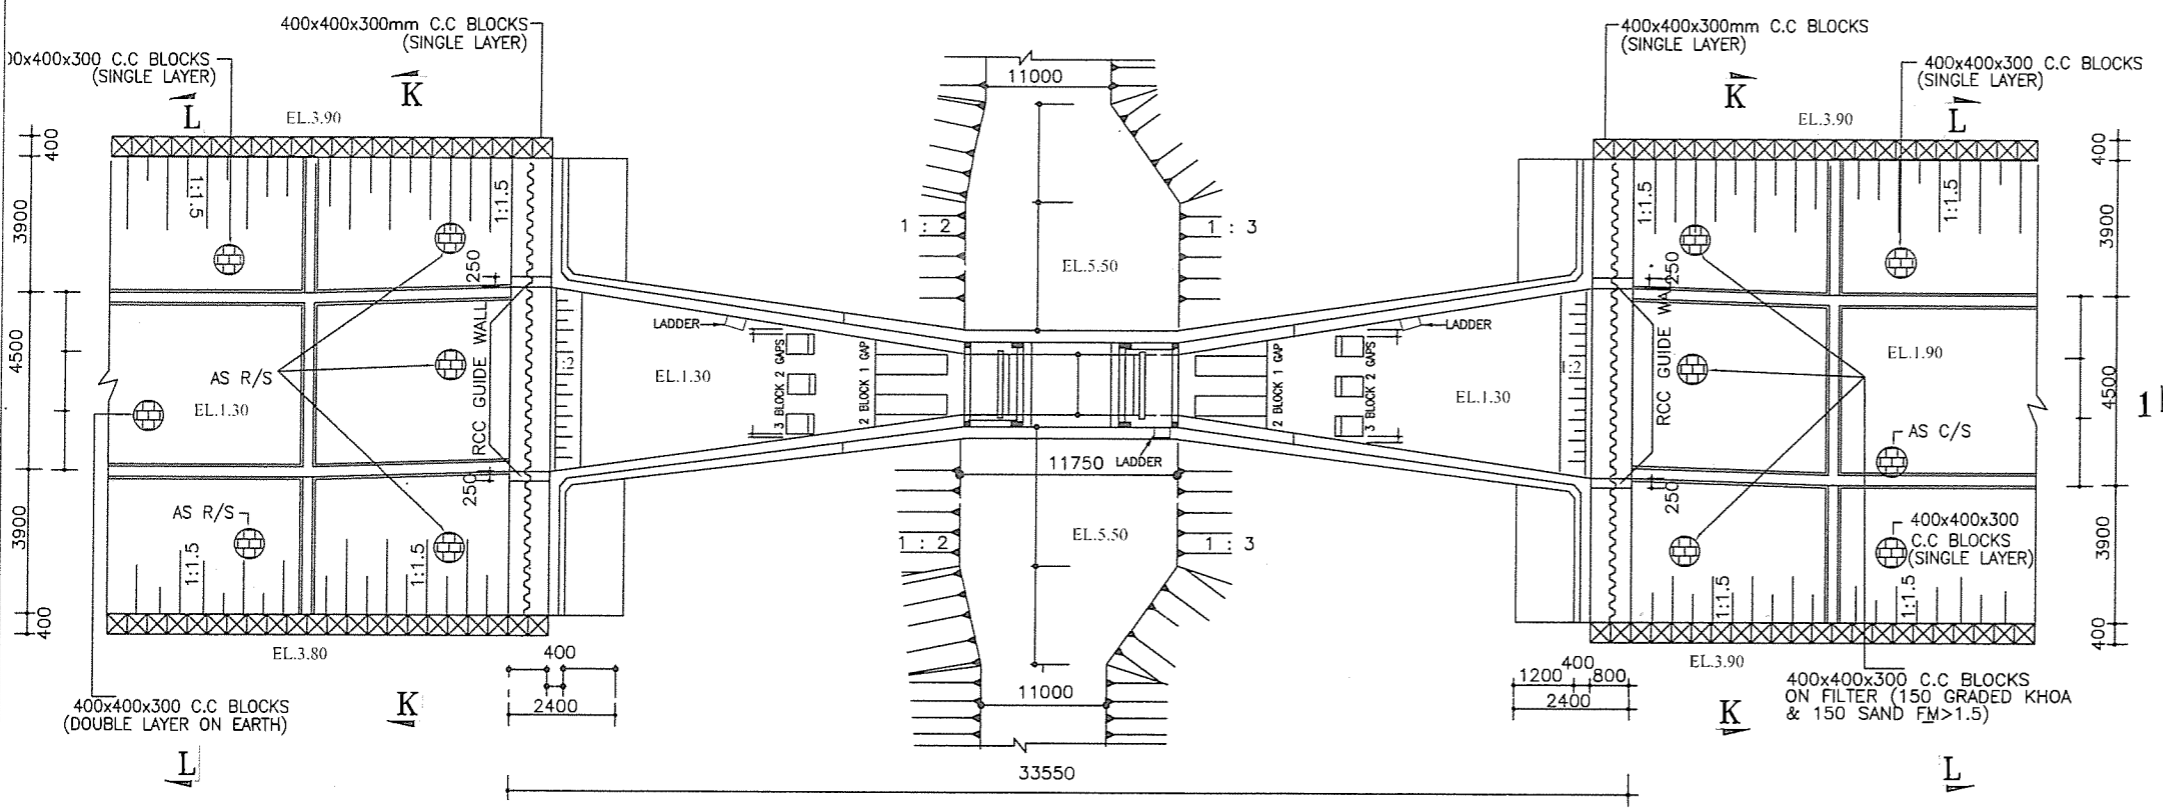 400x400x300mm C.C BLOCKS
(SINGLE LAYER)
00x400x300 C.C BLOCKS
(SINGLE LAYER)
K
L
EL.3.90
11000
400x400x300mm C.C BLOCKS
(SINGLE LAYER)
400x400x300 C.C BLOCKS
(SINGLE LAYER)
K
L
EL.3.90
400
3900
4500
3900
400
1:1.5
1:1.5
250
RCC GUIDE WALL
1:2
AS R/S
EL.1.30
AS R/S
1:1.5
1:1.5
250
EL.3.80
LADDER
EL.1.30
3 BLOCK 2 GAPS
2 BLOCK 1 GAP
1 : 2
1 : 3
EL.5.50
11750
LADDER
EL.5.50
1 : 2
1 : 3
11000
2 BLOCK 1 GAP
3 BLOCK 2 GAPS
LADDER
EL.1.30
1:2
1:1.5
1:1.5
250
RCC GUIDE WA
EL.1.90
AS C/S
250
400x400x300
C.C BLOCKS
(SINGLE LAYER)
1:1.5
1:1.5
EL.3.90
400
3900
4500
3900
400
1
400
2400
K
400x400x300 C.C BLOCKS
(DOUBLE LAYER ON EARTH)
L
1200
400
800
2400
K
400x400x300 C.C BLOCKS
ON FILTER (150 GRADED KHOA
& 150 SAND FM>1.5)
L
33550